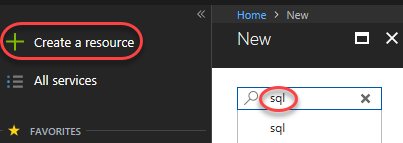 Home > New
Create a resource
New
All services
sql
sql
FAVORITES